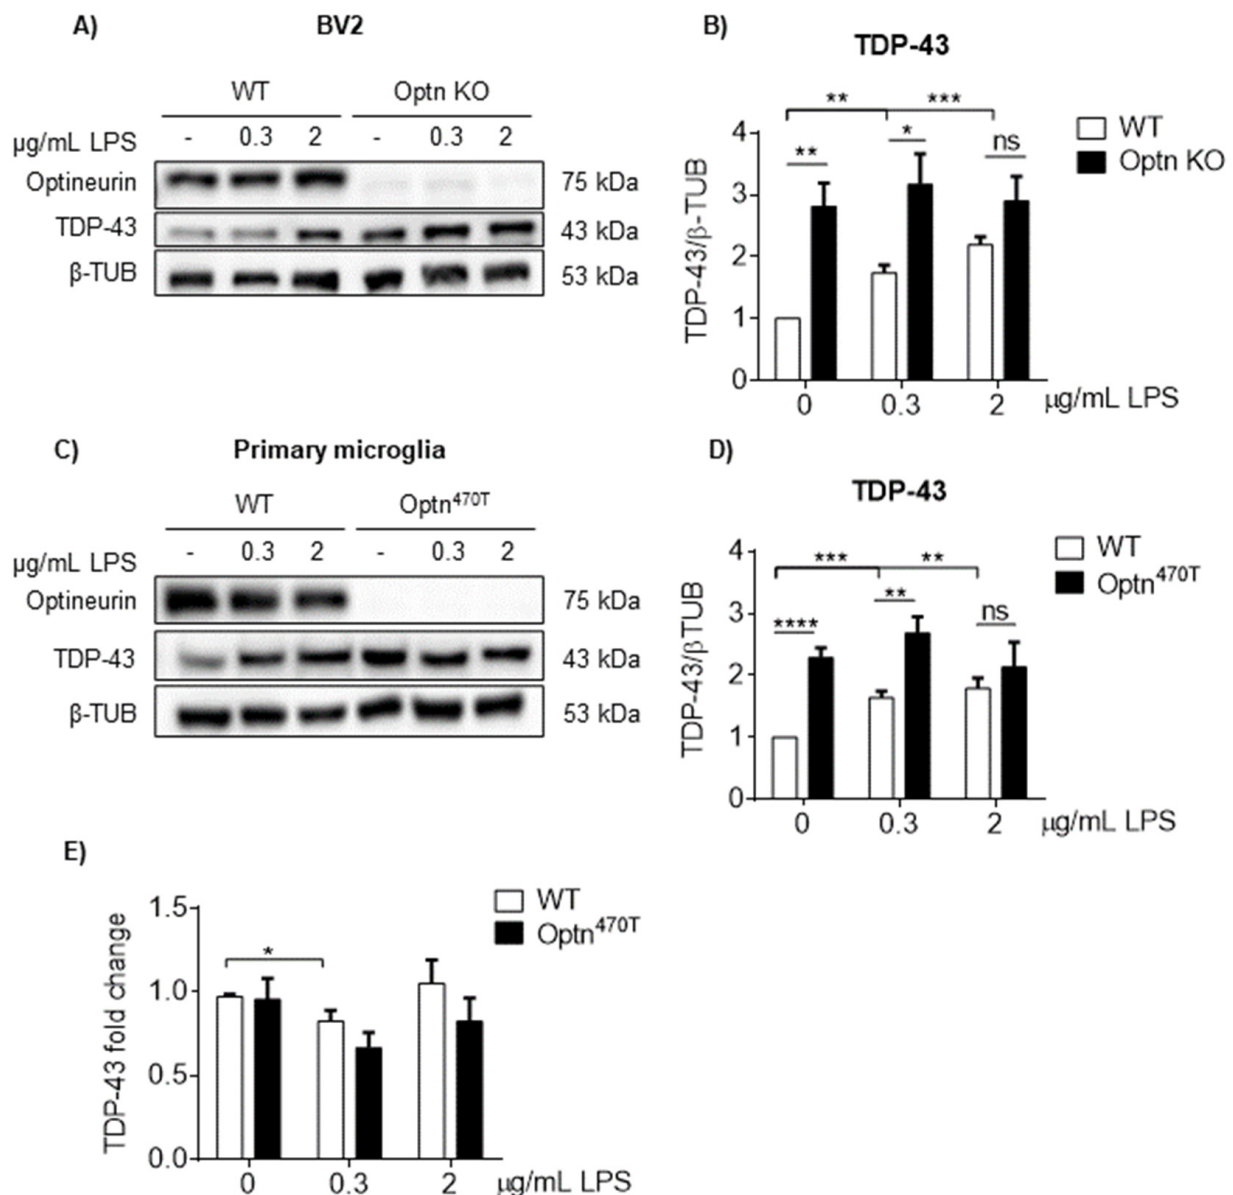 A)
BV2
WT Optn KO
µg/mL LPS - 0.3 2 - 0.3 2
Optineurin 75 kDa
TDP-43 43 kDa
β-TUB 53 kDa
B)
TDP-43
** ***
** * ns
WT
Optn KO
TDP-43/β-TUB
4
3
2
1
0
0 0.3 2 µg/mL LPS
C)
Primary microglia
WT Optn470T
µg/mL LPS - 0.3 2 - 0.3 2
Optineurin 75 kDa
TDP-43 43 kDa
β-TUB 53 kDa
D)
TDP-43
*** **
**** ** ns
WT
Optn470T
TDP-43/βTUB
4
3
2
1
0
0 0.3 2 µg/mL LPS
E)
*
WT
Optn470T
TDP-43 fold change
1.5
1.0
0.5
0.0
0 0.3 2 µg/mL LPS